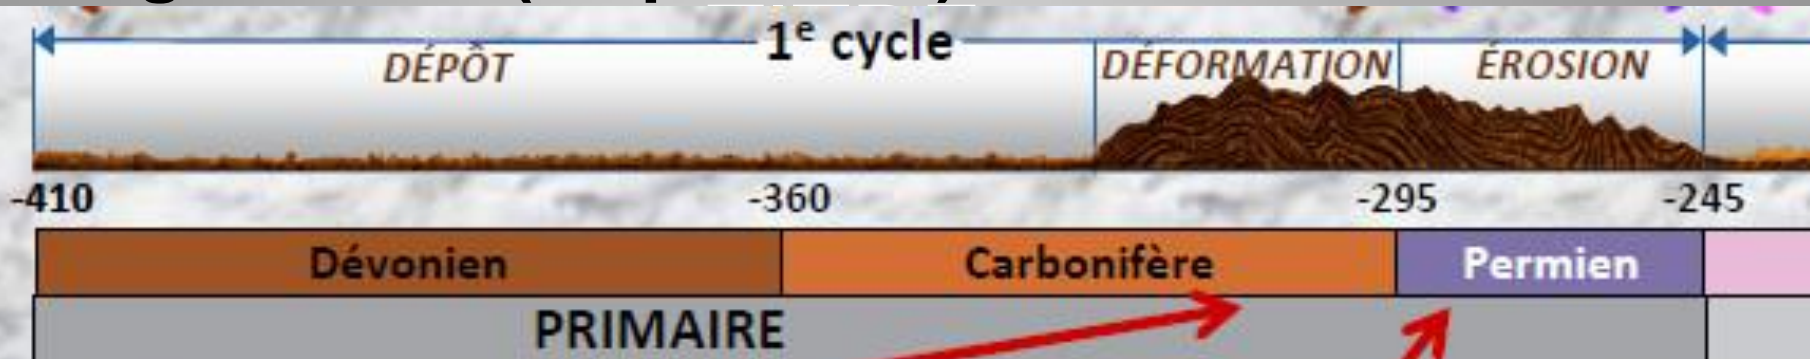 1e cycle
DÉPÔT DÉFORMATION ÉROSION
-410 -360 -295 -245
Dévonien Carbonifère Permien
PRIMAIRE